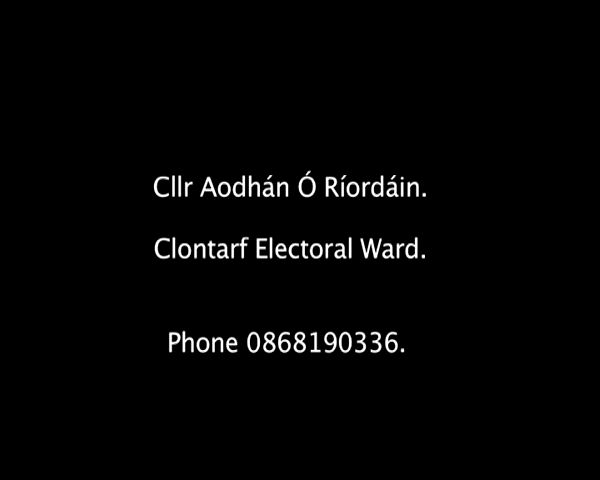 Cllr Aodhán Ó Ríordáin.
Clontarf Electoral Ward.
Phone 0868190336.